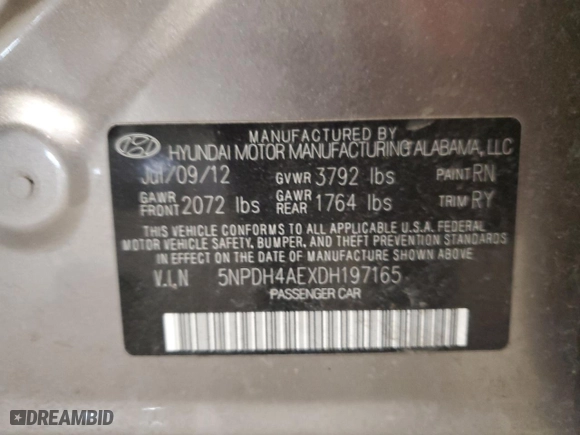 MANUFACTURED BY
HYUNDAI MOTOR MANUFACTURING ALABAMA, LLC
Jul/09/12 GVWR 3792 lbs PAINT RN
GAWR FRONT 2072 lbs GAWR REAR 1764 lbs TRIM RY
THIS VEHICLE CONFORMS TO ALL APPLICABLE U.S.A. FEDERAL
MOTOR VEHICLE SAFETY, BUMPER, AND THEFT PREVENTION STANDARDS
IN EFFECT ON THE DATE OF MANUFACTURE SHOWN ABOVE.
V.I.N 5NPDH4AEXDH197165
PASSENGER CAR
DREAMBID